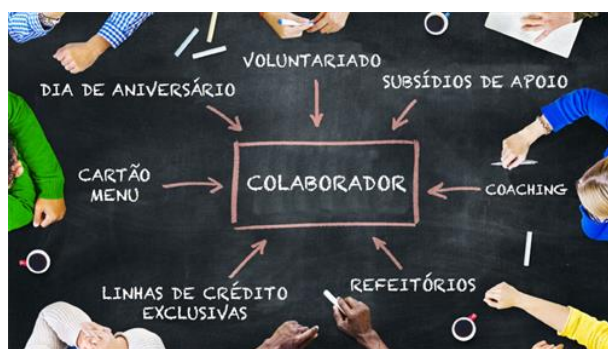 VOLUNTARIADO
DIA DE ANIVERSÁRIO
SUBSÍDIOS DE APOIO
CARTÃO
MENU
COLABORADOR
COACHING
LINHAS DE CRÉDITO
EXCLUSIVAS
REFEITÓRIOS